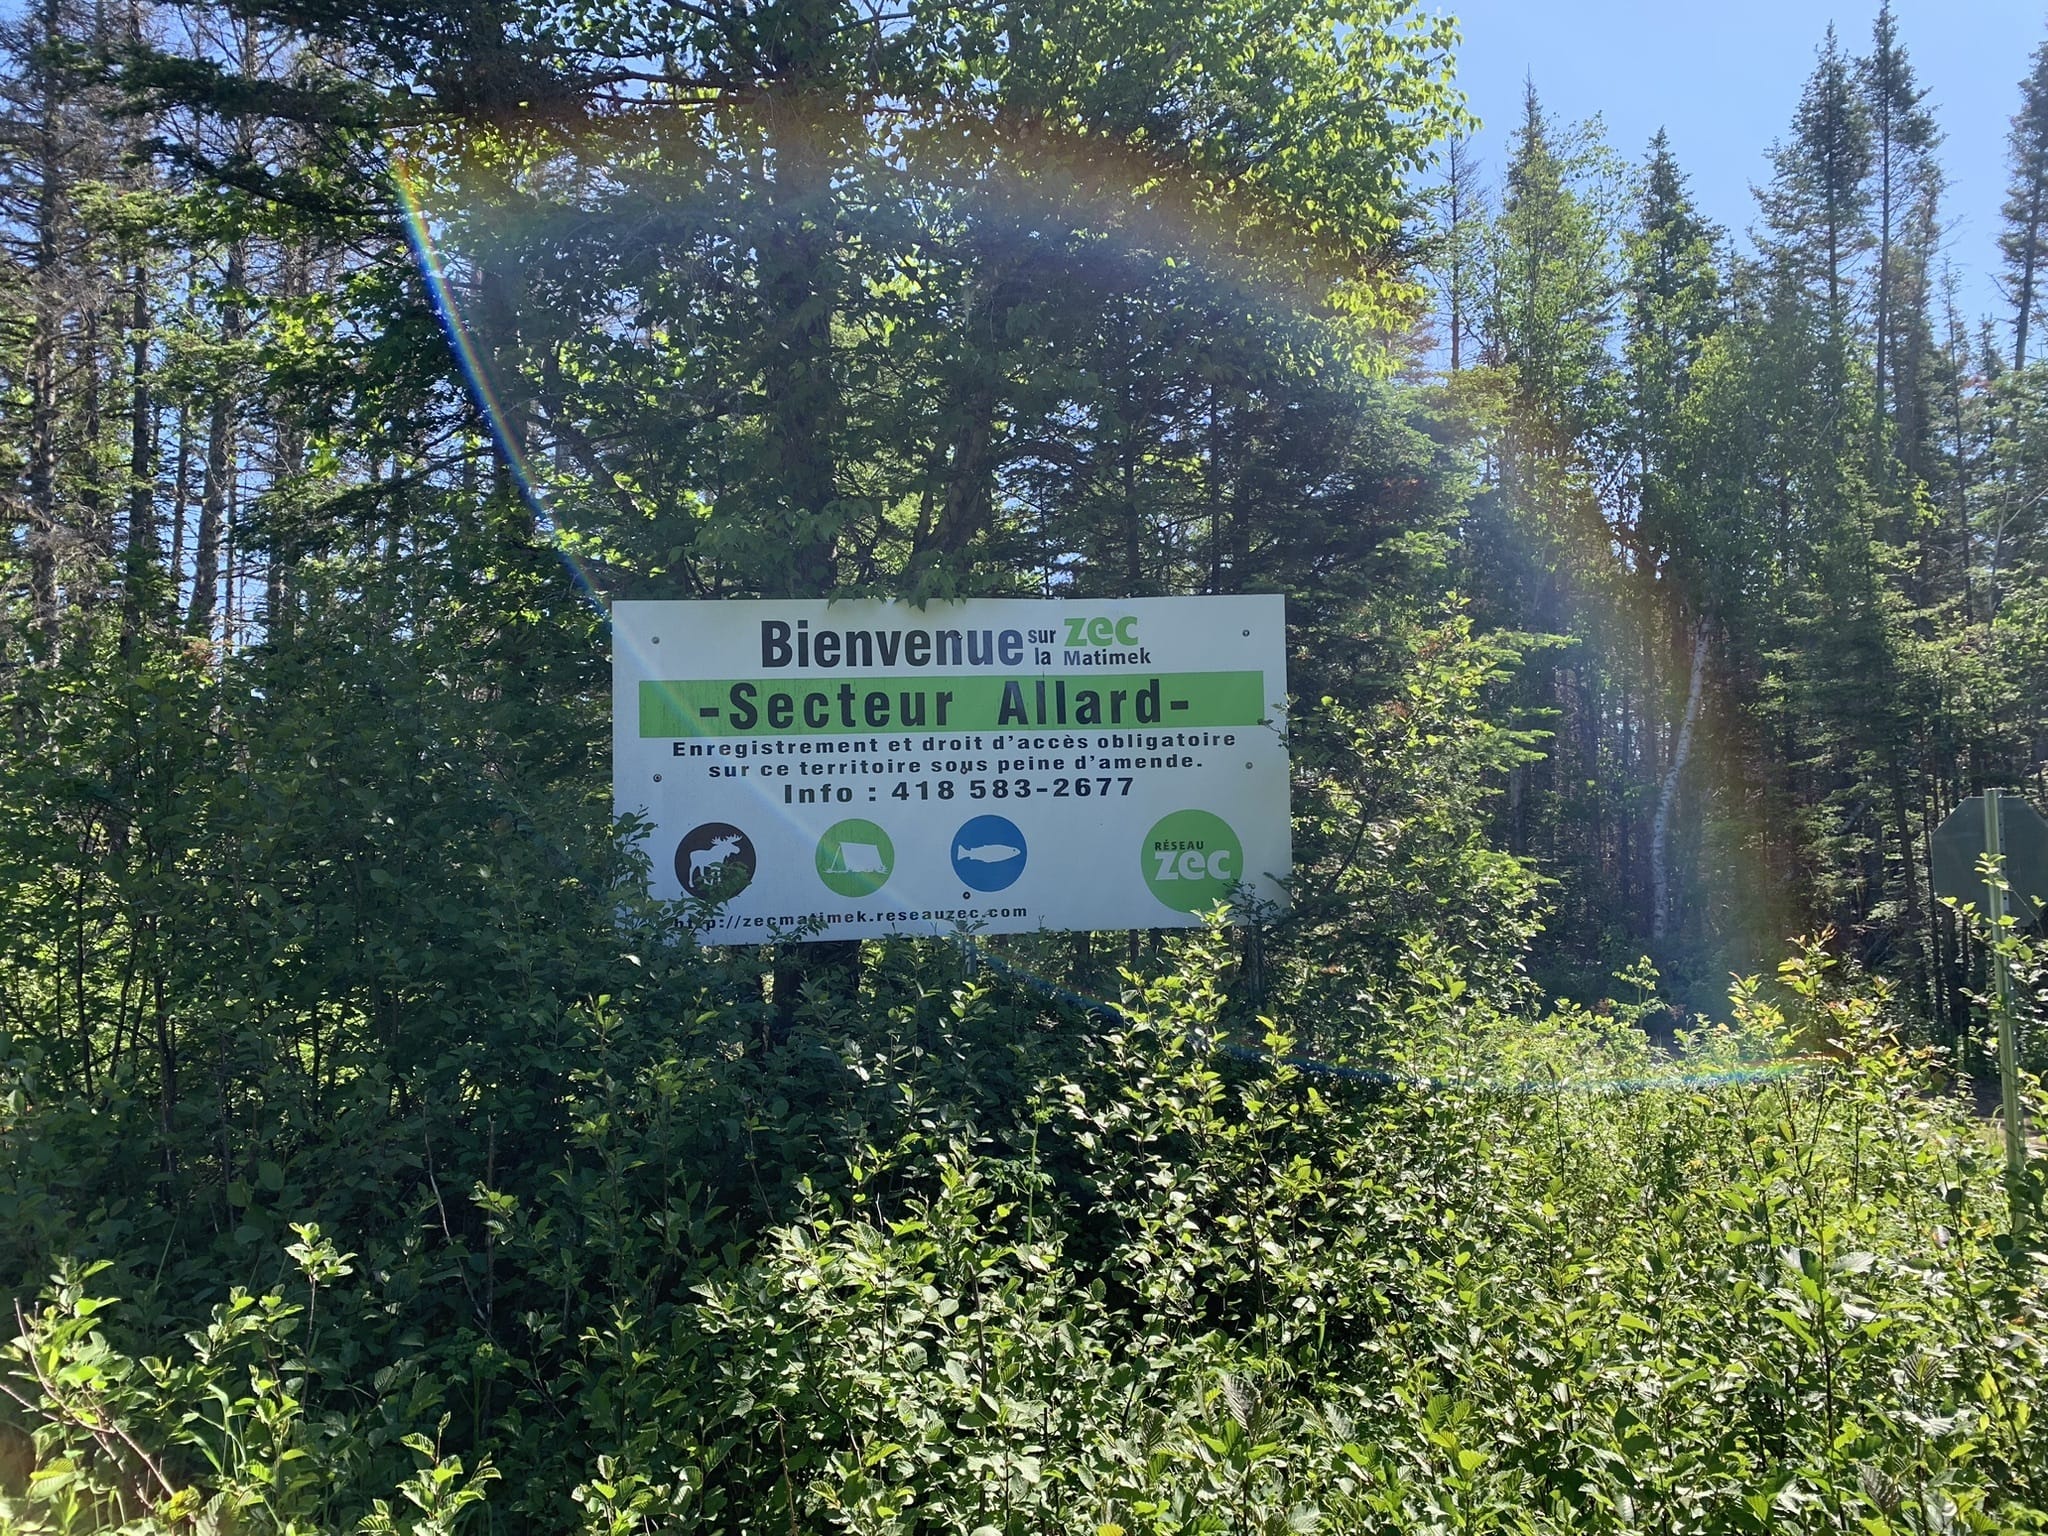 Bienvenue sur la zec Matimek
-Secteur Allard-
Enregistrement et droit d'accès obligatoire
sur ce territoire sous peine d'amende.
Info : 418 583-2677
RÉSEAU
zec
http://zecmatimek.reseauzec.com